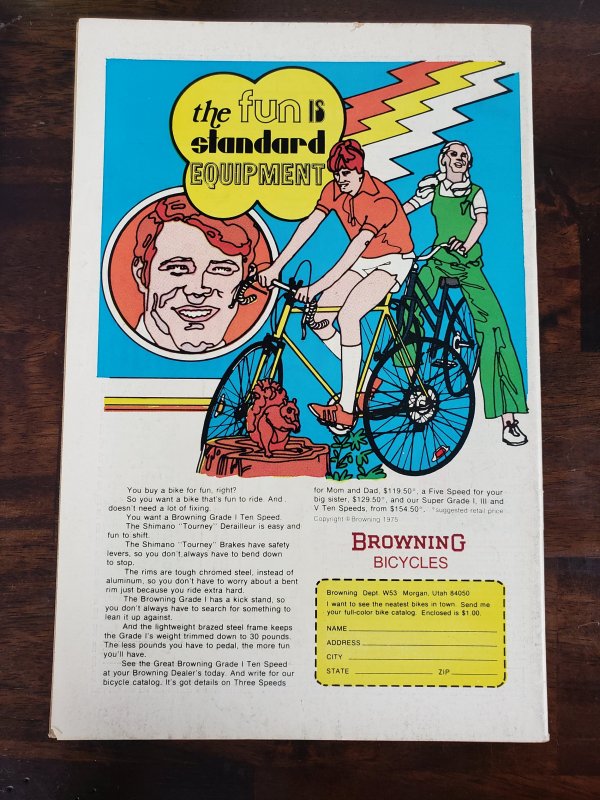 the fun IS
standard
EQUIPMENT
You buy a bike for fun, right?
So you want a bike that's fun to ride. And
doesn't need a lot of fixing.
You want a Browning Grade I Ten Speed.
The Shimano "Tourney" Derailleur is easy and
fun to shift.
The Shimano "Tourney" Brakes have safety
levers, so you don't always have to bend down
to stop.
The rims are tough chromed steel, instead of
aluminum, so you don't have to worry about a bent
rim just because you ride extra hard.
The Browning Grade I has a kick stand, so
you don't always have to search for something to
lean it up against.
And the lightweight brazed steel frame keeps
the Grade I's weight trimmed down to 30 pounds.
The less pounds you have to pedal, the more fun
you'll have.
See the Great Browning Grade I Ten Speed
at your Browning Dealer's today. And write for our
bicycle catalog. It's got details on Three Speeds
for Mom and Dad, $119.50*, a Five Speed for your
big sister, $129.50*, and our Super Grade I, III and
V Ten Speeds, from $154.50*. *suggested retail price
Copyright © Browning 1975
BROWNING
BICYCLES
Browning Dept. W53 Morgan, Utah 84050
I want to see the neatest bikes in town. Send me
your full-color bike catalog. Enclosed is $1.00.
NAME
ADDRESS
CITY
STATE ZIP